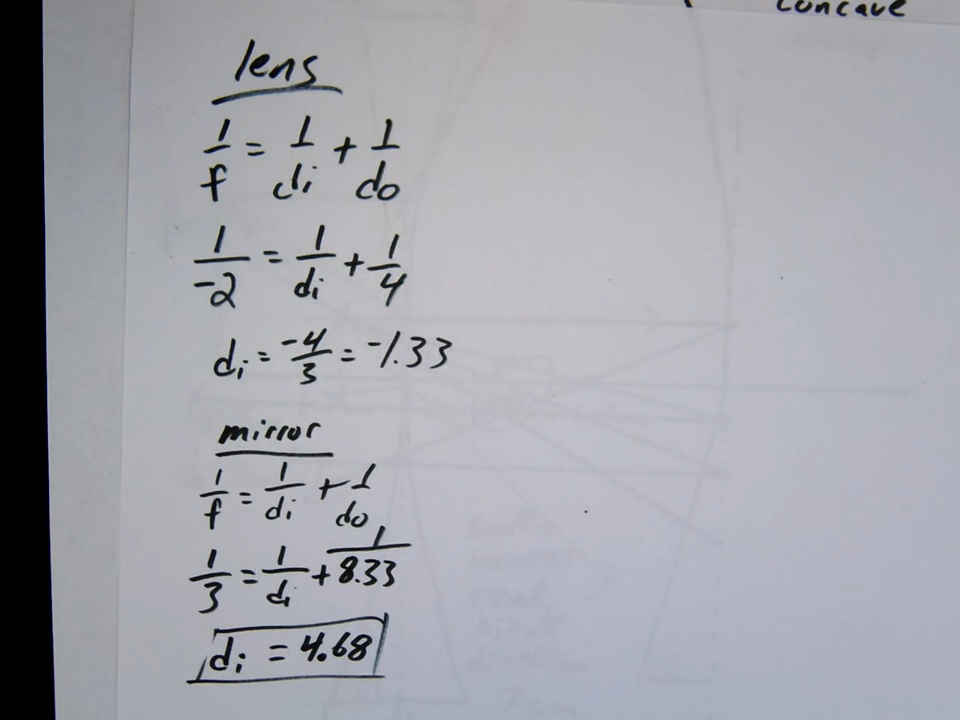 concave
lens
1/f = 1/di + 1/do
1/-2 = 1/di + 1/4
di = -4/3 = -1.33
mirror
1/f = 1/di + 1/do
1/3 = 1/di + 1/8.33
di = 4.68